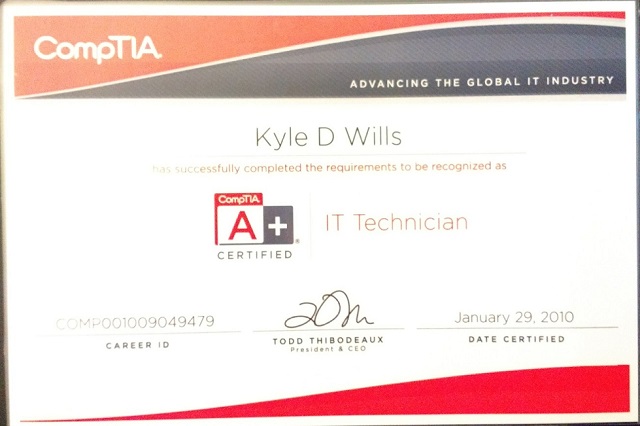 CompTIA
ADVANCING THE GLOBAL IT INDUSTRY
Kyle D Wills
has successfully completed the requirements to be recognized as
CompTIA
A+
®
CERTIFIED
IT Technician
COMP001009049479
CAREER ID
TODD THIBODEAUX
President & CEO
January 29, 2010
DATE CERTIFIED